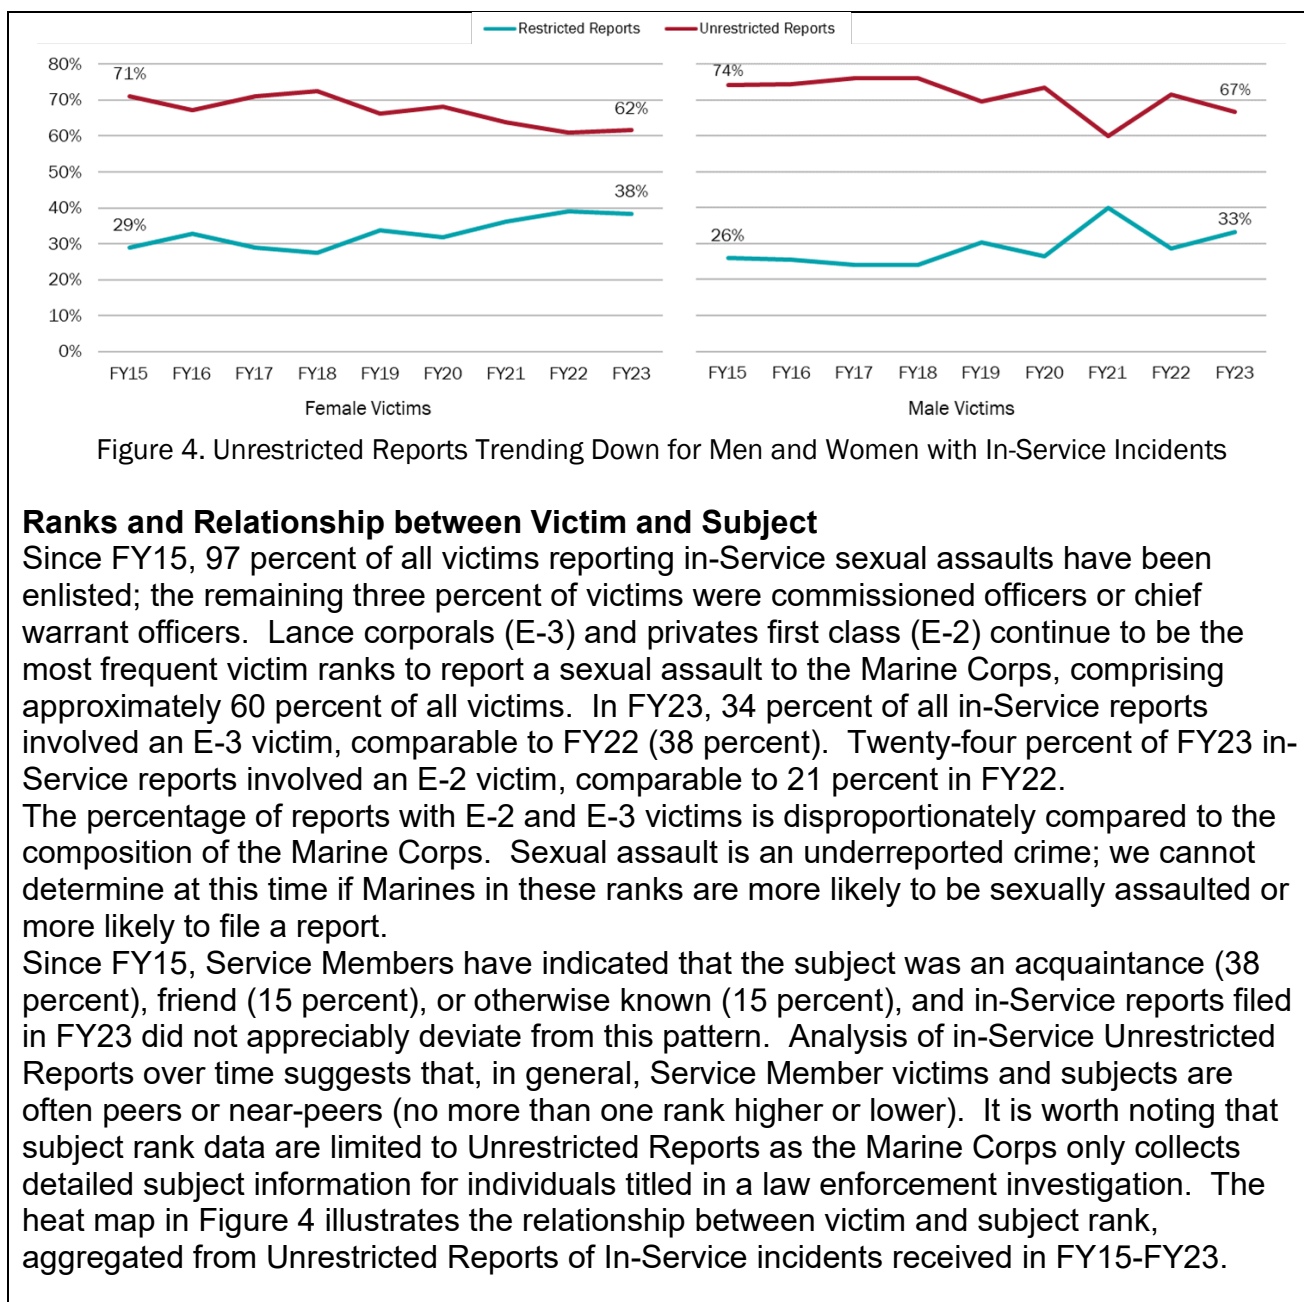 Restricted Reports Unrestricted Reports
80%
70%
60%
50%
40%
30%
20%
10%
0%
71%
62%
38%
29%
FY15 FY16 FY17 FY18 FY19 FY20 FY21 FY22 FY23
Female Victims
74%
67%
33%
26%
FY15 FY16 FY17 FY18 FY19 FY20 FY21 FY22 FY23
Male Victims
Figure 4. Unrestricted Reports Trending Down for Men and Women with In-Service Incidents
Ranks and Relationship between Victim and Subject
Since FY15, 97 percent of all victims reporting in-Service sexual assaults have been
enlisted; the remaining three percent of victims were commissioned officers or chief
warrant officers. Lance corporals (E-3) and privates first class (E-2) continue to be the
most frequent victim ranks to report a sexual assault to the Marine Corps, comprising
approximately 60 percent of all victims. In FY23, 34 percent of all in-Service reports
involved an E-3 victim, comparable to FY22 (38 percent). Twenty-four percent of FY23 in-
Service reports involved an E-2 victim, comparable to 21 percent in FY22.
The percentage of reports with E-2 and E-3 victims is disproportionately compared to the
composition of the Marine Corps. Sexual assault is an underreported crime; we cannot
determine at this time if Marines in these ranks are more likely to be sexually assaulted or
more likely to file a report.
Since FY15, Service Members have indicated that the subject was an acquaintance (38
percent), friend (15 percent), or otherwise known (15 percent), and in-Service reports filed
in FY23 did not appreciably deviate from this pattern. Analysis of in-Service Unrestricted
Reports over time suggests that, in general, Service Member victims and subjects are
often peers or near-peers (no more than one rank higher or lower). It is worth noting that
subject rank data are limited to Unrestricted Reports as the Marine Corps only collects
detailed subject information for individuals titled in a law enforcement investigation. The
heat map in Figure 4 illustrates the relationship between victim and subject rank,
aggregated from Unrestricted Reports of In-Service incidents received in FY15-FY23.